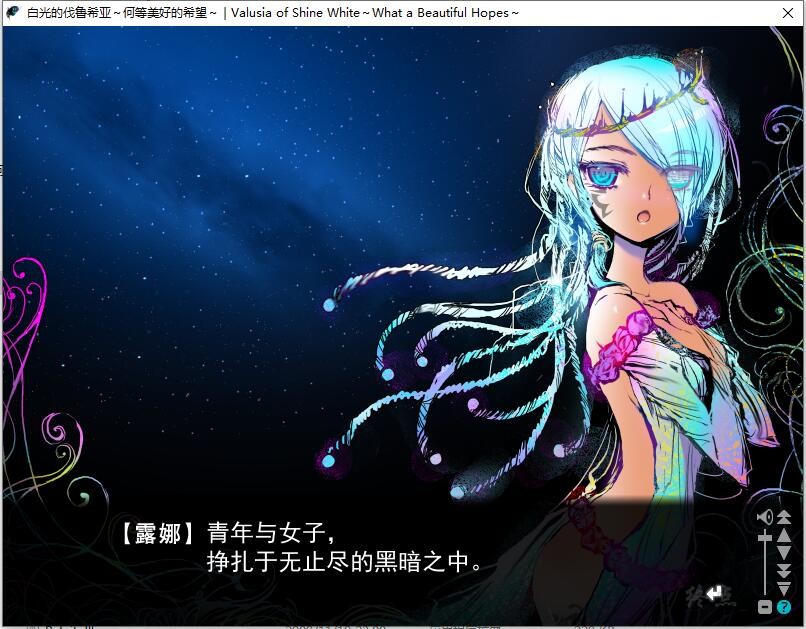 白光的伐鲁希亚～何等美好的希望～ | Valusia of Shine White～What a Beautiful Hopes～
【露娜】青年与女子，
挣扎于无止尽的黑暗之中。